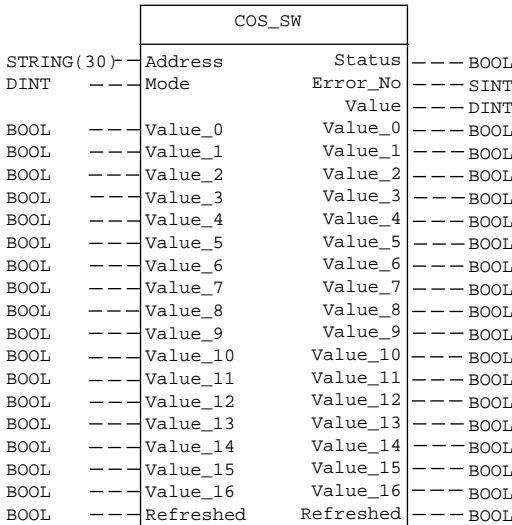 COS_SW
STRING(30) Address Status BOOL
DINT Mode Error_No SINT
Value DINT
BOOL Value_0 Value_0 BOOL
BOOL Value_1 Value_1 BOOL
BOOL Value_2 Value_2 BOOL
BOOL Value_3 Value_3 BOOL
BOOL Value_4 Value_4 BOOL
BOOL Value_5 Value_5 BOOL
BOOL Value_6 Value_6 BOOL
BOOL Value_7 Value_7 BOOL
BOOL Value_8 Value_8 BOOL
BOOL Value_9 Value_9 BOOL
BOOL Value_10 Value_10 BOOL
BOOL Value_11 Value_11 BOOL
BOOL Value_12 Value_12 BOOL
BOOL Value_13 Value_13 BOOL
BOOL Value_14 Value_14 BOOL
BOOL Value_15 Value_15 BOOL
BOOL Value_16 Value_16 BOOL
BOOL Refreshed Refreshed BOOL